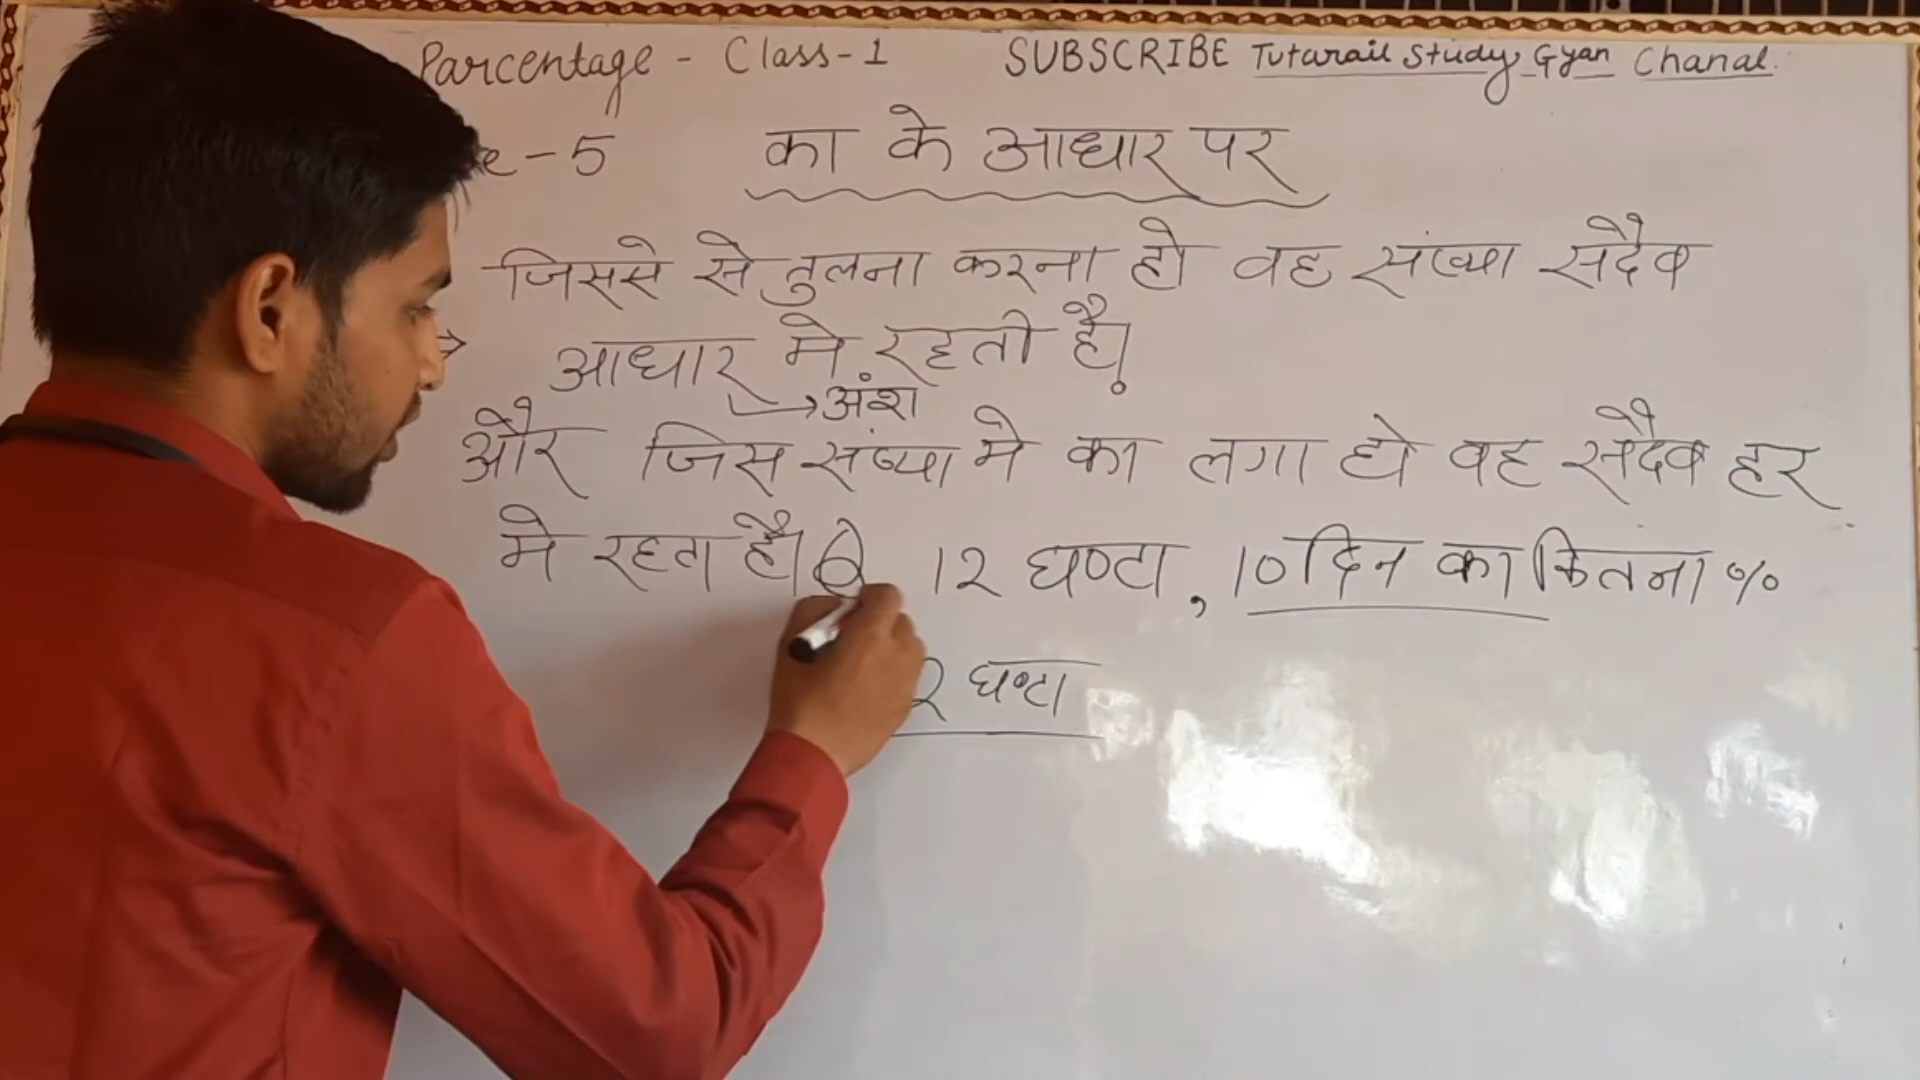 Parcentage - Class-1 SUBSCRIBE Tutarail Study Gyan Chanal.
e-5 का के आधार पर
जिससे से तुलना करना हो वह संख्या सदैव
→ आधार मे रहती है।
→ अंश
और जिस संख्या मे का लगा हो वह सदैव हर
मे रहता है। Q 12 घण्टा, 10 दिन का कितना %
2 घण्टा